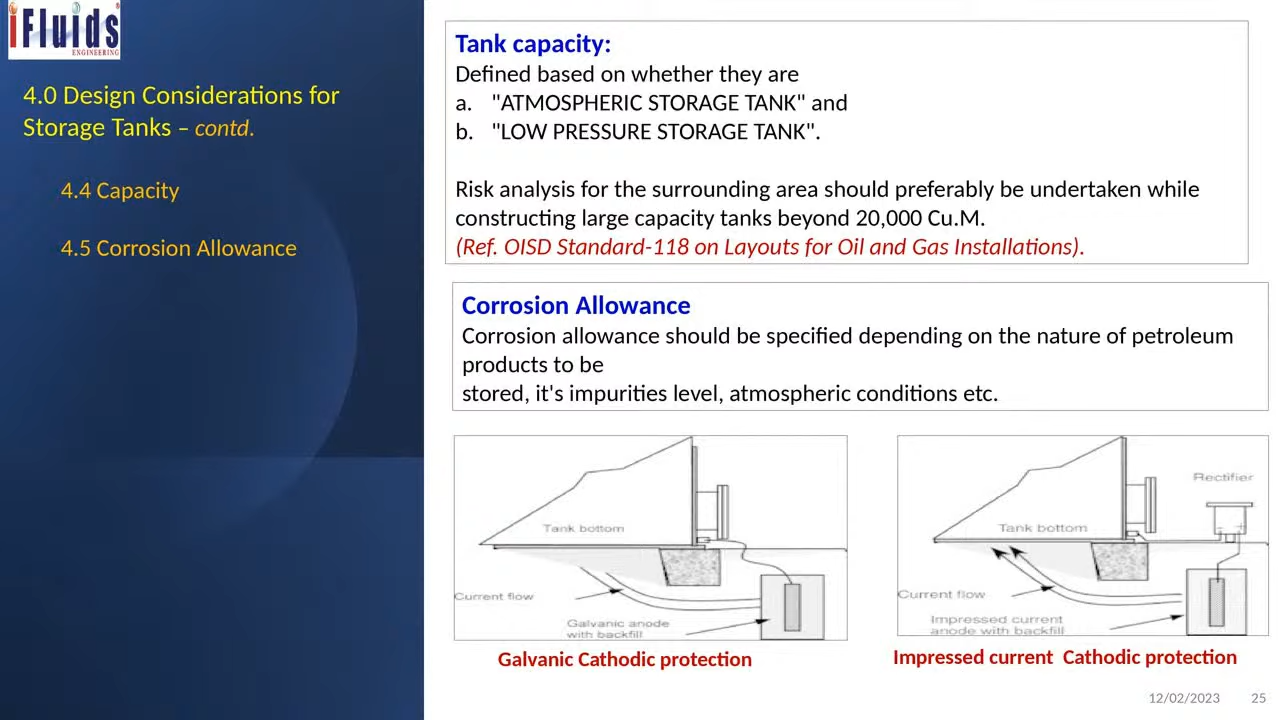 iFluids
ENGINEERING
4.0 Design Considerations for
Storage Tanks – contd.
4.4 Capacity
4.5 Corrosion Allowance
Tank capacity:
Defined based on whether they are
a. "ATMOSPHERIC STORAGE TANK" and
b. "LOW PRESSURE STORAGE TANK".
Risk analysis for the surrounding area should preferably be undertaken while
constructing large capacity tanks beyond 20,000 Cu.M.
(Ref. OISD Standard-118 on Layouts for Oil and Gas Installations).
Corrosion Allowance
Corrosion allowance should be specified depending on the nature of petroleum
products to be
stored, it's impurities level, atmospheric conditions etc.
Tank bottom
Current flow
Galvanic anode
with backfill
Galvanic Cathodic protection
Rectifier
Tank bottom
Current flow
Impressed current
anode with backfill
Impressed current  Cathodic protection
12/02/2023 25